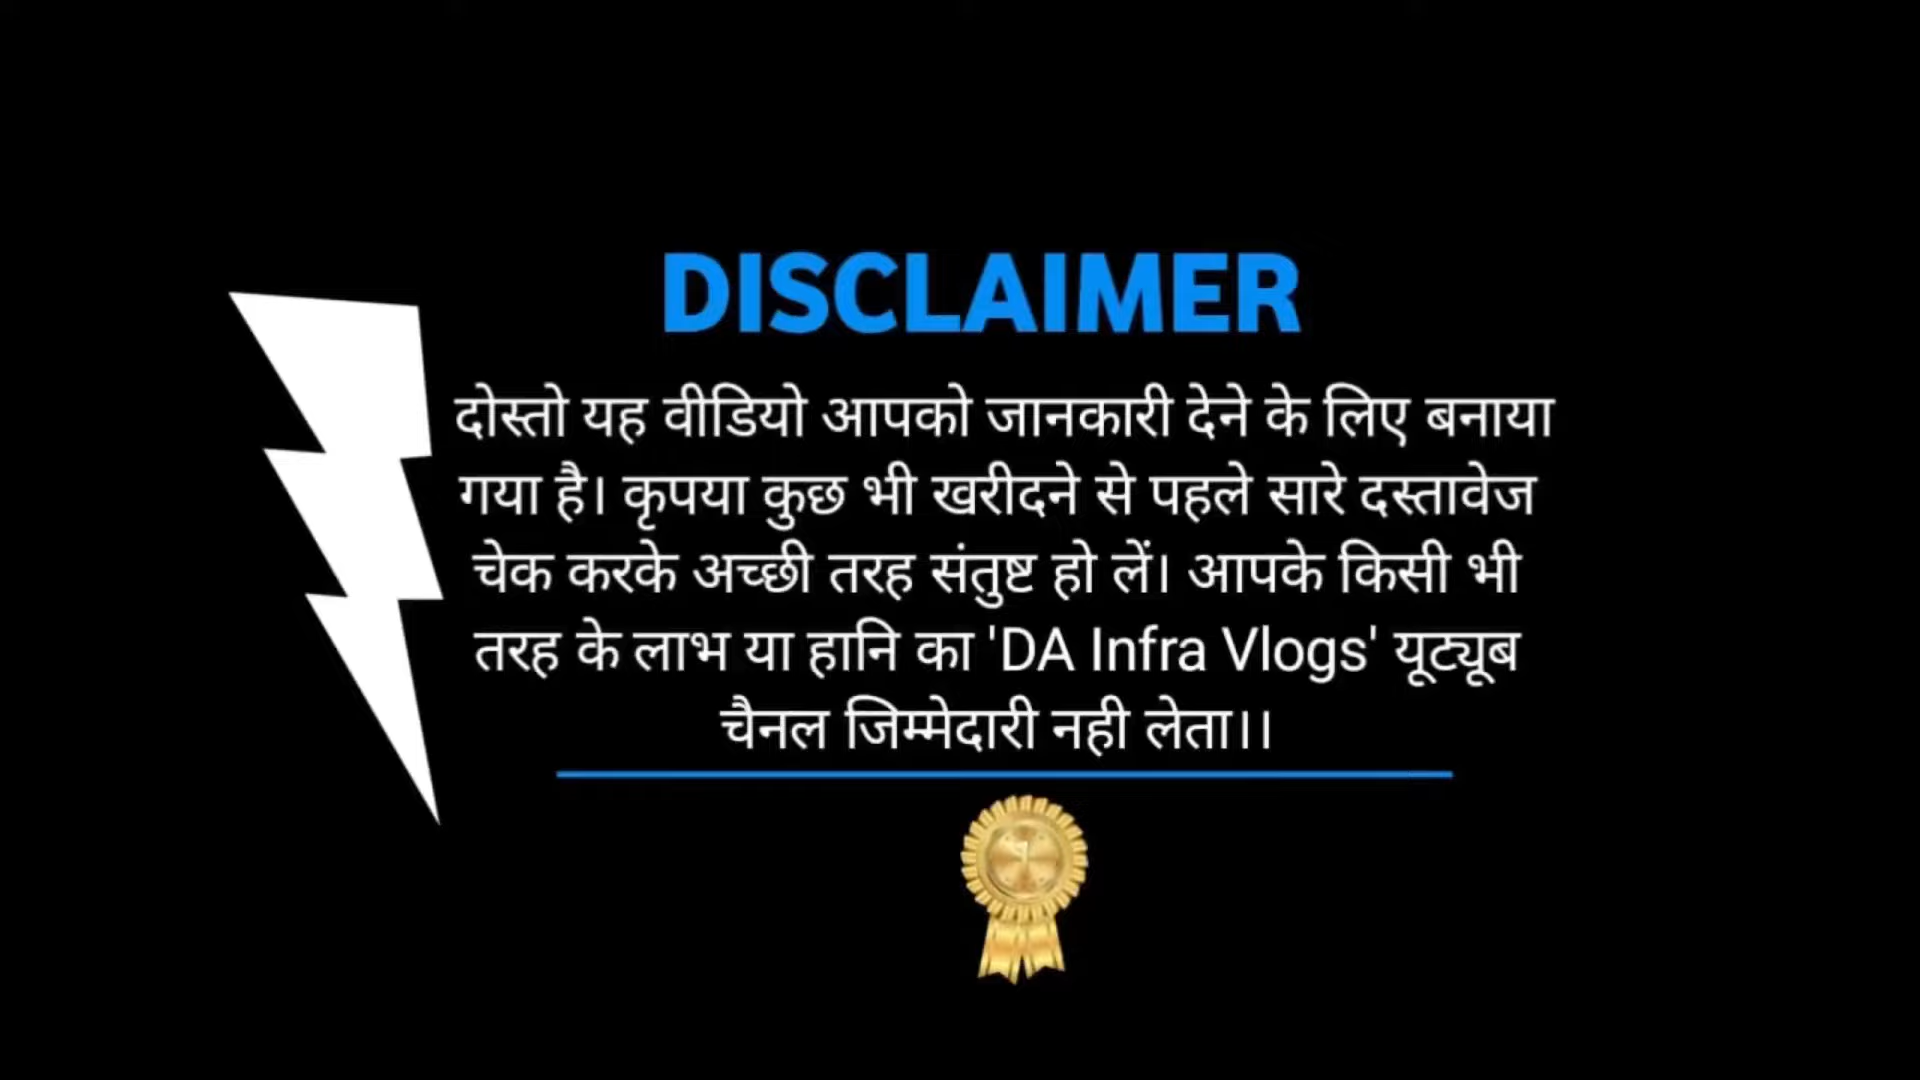 DISCLAIMER
दोस्तो यह वीडियो आपको जानकारी देने के लिए बनाया
गया है। कृपया कुछ भी खरीदने से पहले सारे दस्तावेज
चेक करके अच्छी तरह संतुष्ट हो लें। आपके किसी भी
तरह के लाभ या हानि का 'DA Infra Vlogs' यूट्यूब
चैनल जिम्मेदारी नही लेता।।